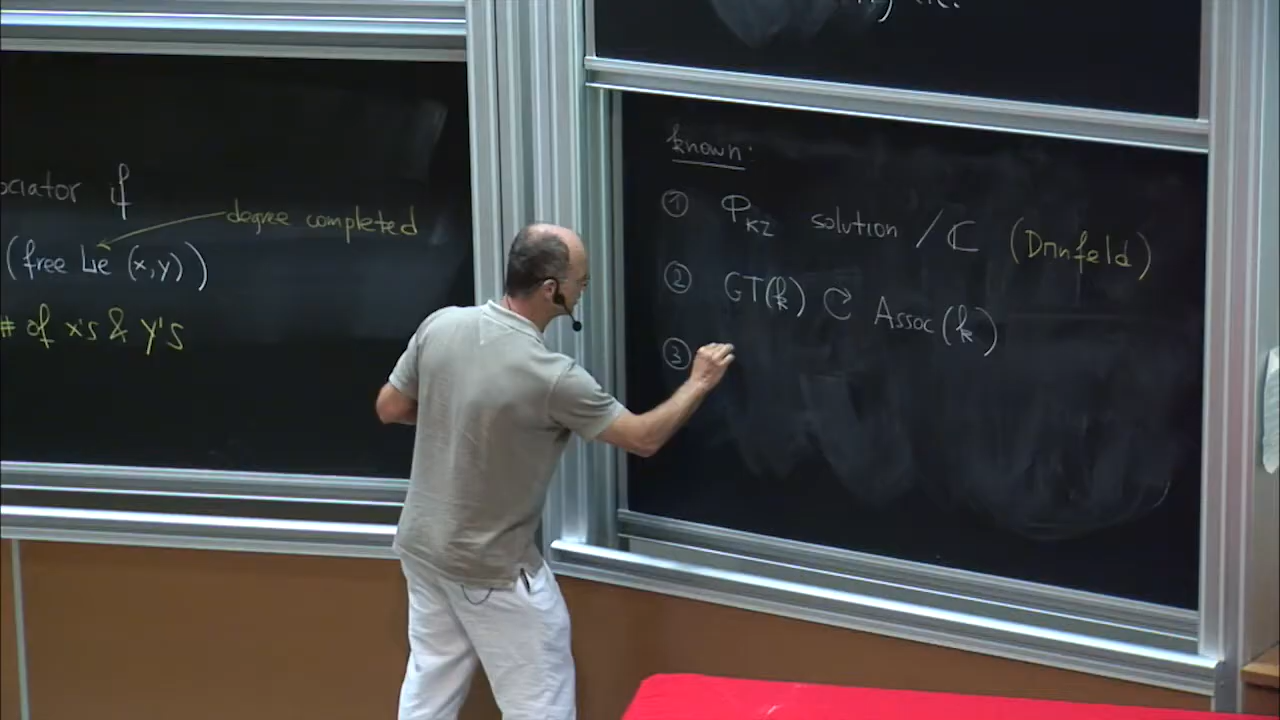 ociator if
degree completed
(free Lie (x,y))
# of x's & y's
known:
① Φ_KZ solution / ℂ (Drinfeld)
② GT(k) ↻ Assoc(k)
③